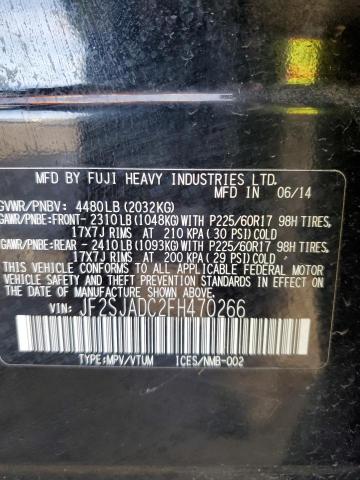 MFD BY FUJI HEAVY INDUSTRIES LTD.
MFD IN 06/14
GVWR/PNBV: 4480 LB (2032KG)
GAWR/PNBE: FRONT- 2310 LB (1048KG) WITH P225/60R17 98H TIRES,
17X7J RIMS AT 210 KPA (30 PSI) COLD
GAWR/PNBE: REAR - 2410 LB (1093KG) WITH P225/60R17 98H TIRES,
17X7J RIMS AT 200 KPA (29 PSI) COLD
THIS VEHICLE CONFORMS TO ALL APPLICABLE FEDERAL MOTOR
VEHICLE SAFETY, BUMPER, AND THEFT PREVENTION STANDARDS
IN EFFECT ON THE DATE OF MANUFACTURE SHOWN ABOVE.
VIN: JF2SJADC2FH470266
TYPE:MPV/VTUM ICES/NMB-002